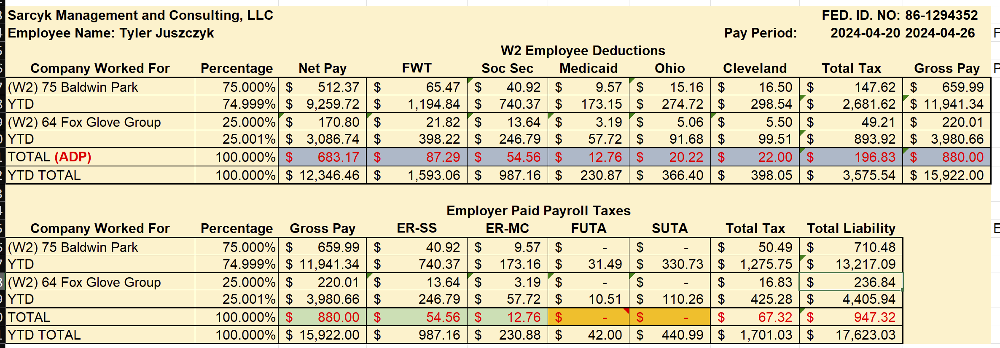 Sarcyk Management and Consulting, LLC FED. ID. NO: 86-1294352
Employee Name: Tyler Juszczyk Pay Period: 2024-04-20 2024-04-26
W2 Employee Deductions
Company Worked For Percentage Net Pay FWT Soc Sec Medicaid Ohio Cleveland Total Tax Gross Pay
(W2) 75 Baldwin Park 75.000% $ 512.37 $ 65.47 $ 40.92 $ 9.57 $ 15.16 $ 16.50 $ 147.62 $ 659.99
YTD 74.999% $ 9,259.72 $ 1,194.84 $ 740.37 $ 173.15 $ 274.72 $ 298.54 $ 2,681.62 $ 11,941.34
(W2) 64 Fox Glove Group 25.000% $ 170.80 $ 21.82 $ 13.64 $ 3.19 $ 5.06 $ 5.50 $ 49.21 $ 220.01
YTD 25.001% $ 3,086.74 $ 398.22 $ 246.79 $ 57.72 $ 91.68 $ 99.51 $ 893.92 $ 3,980.66
TOTAL (ADP) 100.000% $ 683.17 $ 87.29 $ 54.56 $ 12.76 $ 20.22 $ 22.00 $ 196.83 $ 880.00
YTD TOTAL 100.000% $ 12,346.46 $ 1,593.06 $ 987.16 $ 230.87 $ 366.40 $ 398.05 $ 3,575.54 $ 15,922.00
Employer Paid Payroll Taxes
Company Worked For Percentage Gross Pay ER-SS ER-MC FUTA SUTA Total Tax Total Liability
(W2) 75 Baldwin Park 75.000% $ 659.99 $ 40.92 $ 9.57 $ - $ - $ 50.49 $ 710.48
YTD 74.999% $ 11,941.34 $ 740.37 $ 173.16 $ 31.49 $ 330.73 $ 1,275.75 $ 13,217.09
(W2) 64 Fox Glove Group 25.000% $ 220.01 $ 13.64 $ 3.19 $ - $ - $ 16.83 $ 236.84
YTD 25.001% $ 3,980.66 $ 246.79 $ 57.72 $ 10.51 $ 110.26 $ 425.28 $ 4,405.94
TOTAL 100.000% $ 880.00 $ 54.56 $ 12.76 $ - $ - $ 67.32 $ 947.32
YTD TOTAL 100.000% $ 15,922.00 $ 987.16 $ 230.88 $ 42.00 $ 440.99 $ 1,701.03 $ 17,623.03